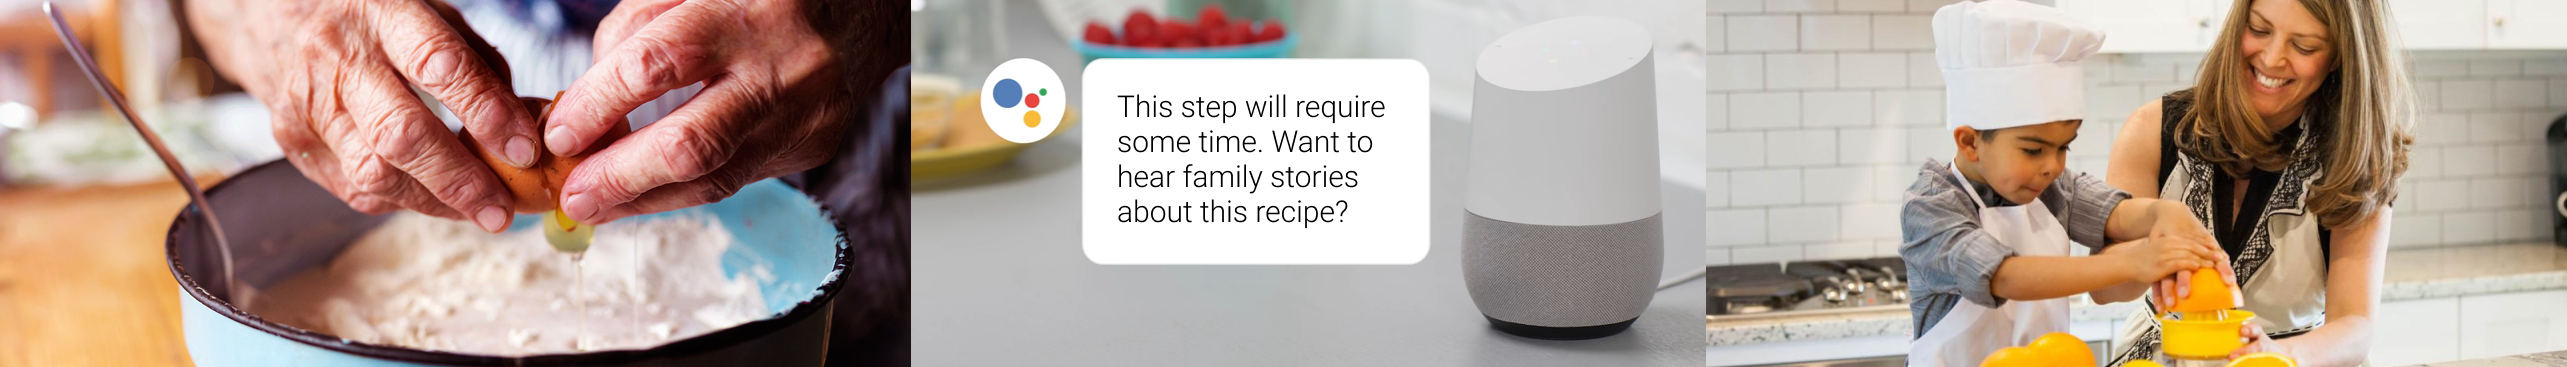 This step will require
some time. Want to
hear family stories
about this recipe?